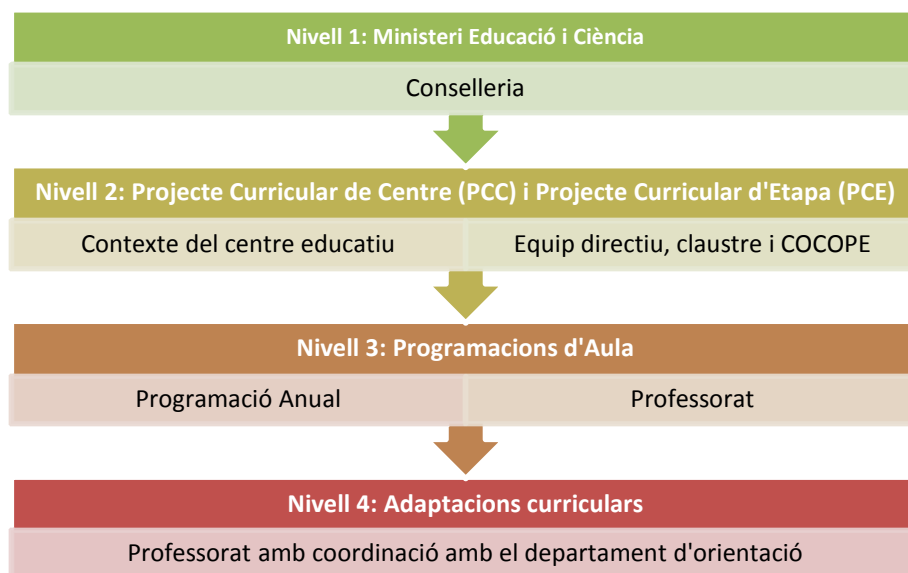 Nivell 1: Ministeri Educació i Ciència
Conselleria
Nivell 2: Projecte Curricular de Centre (PCC) i Projecte Curricular d'Etapa (PCE)
Contexte del centre educatiu
Equip directiu, claustre i COCOPE
Nivell 3: Programacions d'Aula
Programació Anual
Professorat
Nivell 4: Adaptacions curriculars
Professorat amb coordinació amb el departament d'orientació